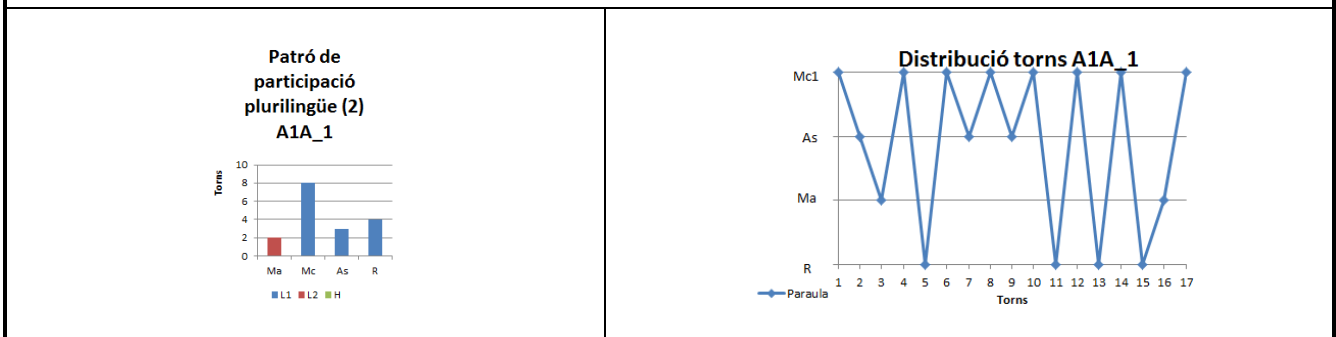 Patró de
participació
plurilingüe (2)
A1A_1
Torns
10
8
6
4
2
0
Ma Mc As R
L1 L2 H
Distribució torns A1A_1
Mc1
As
Ma
R
1 2 3 4 5 6 7 8 9 10 11 12 13 14 15 16 17
Paraula
Torns